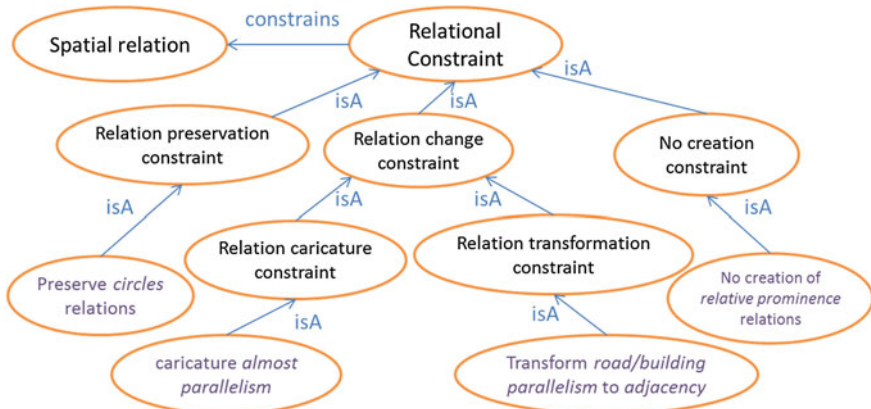 constrains
Spatial relation
Relational
Constraint
isA
isA
isA
Relation preservation
constraint
Relation change
constraint
No creation
constraint
isA
isA
isA
isA
Relation caricature
constraint
Relation transformation
constraint
Preserve circles
relations
No creation of
relative prominence
relations
isA
isA
caricature almost
parallelism
Transform road/building
parallelism to adjacency